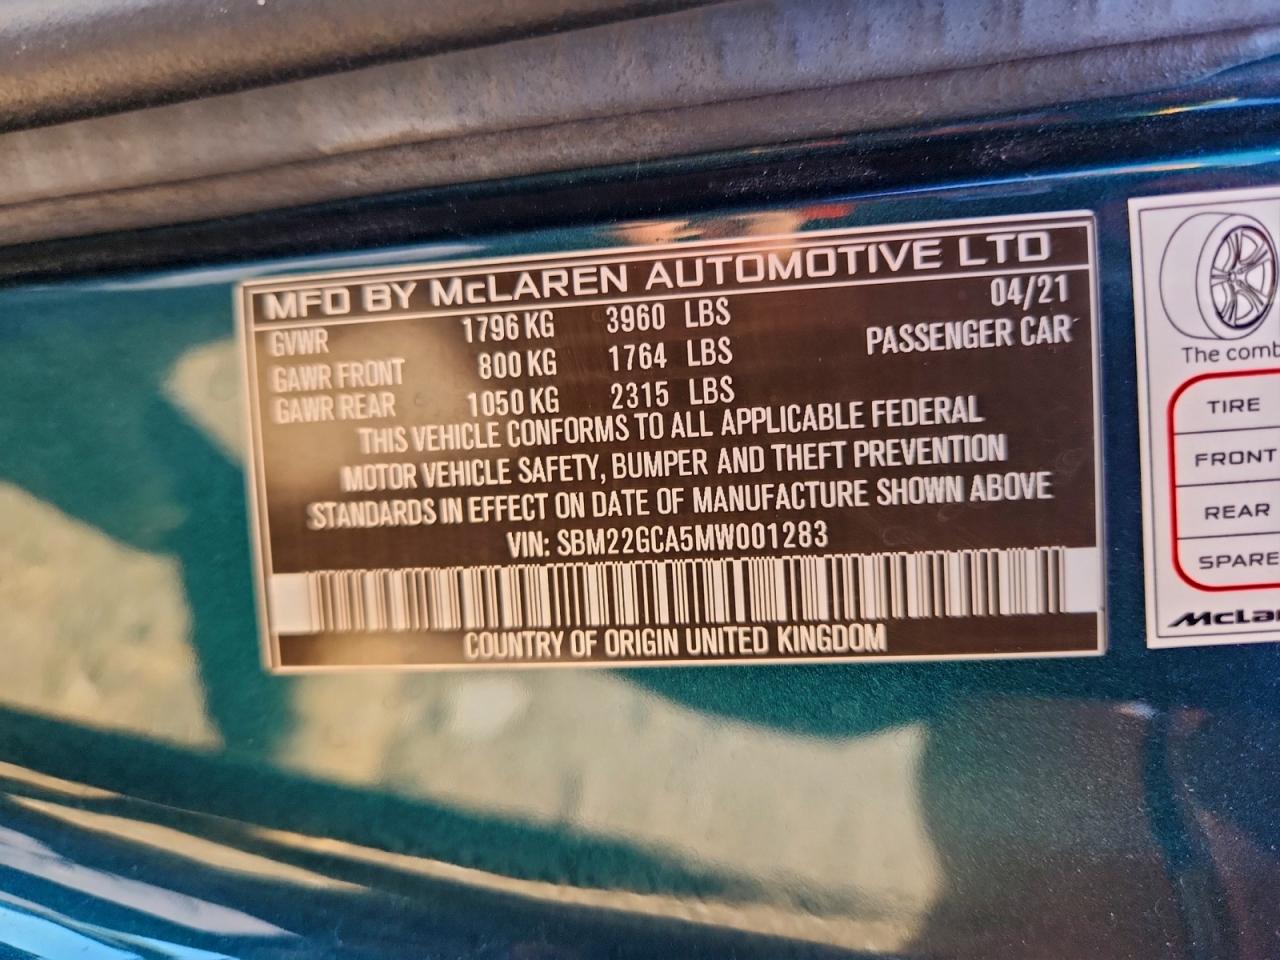 MFD BY McLAREN AUTOMOTIVE LTD
04/21
GVWR 1796 KG 3960 LBS
PASSENGER CAR
GAWR FRONT 800 KG 1764 LBS
GAWR REAR 1050 KG 2315 LBS
THIS VEHICLE CONFORMS TO ALL APPLICABLE FEDERAL
MOTOR VEHICLE SAFETY, BUMPER AND THEFT PREVENTION
STANDARDS IN EFFECT ON DATE OF MANUFACTURE SHOWN ABOVE
VIN: SBM22GCA5MW001283
COUNTRY OF ORIGIN UNITED KINGDOM
The comb
TIRE
FRONT
REAR
SPARE
McLar